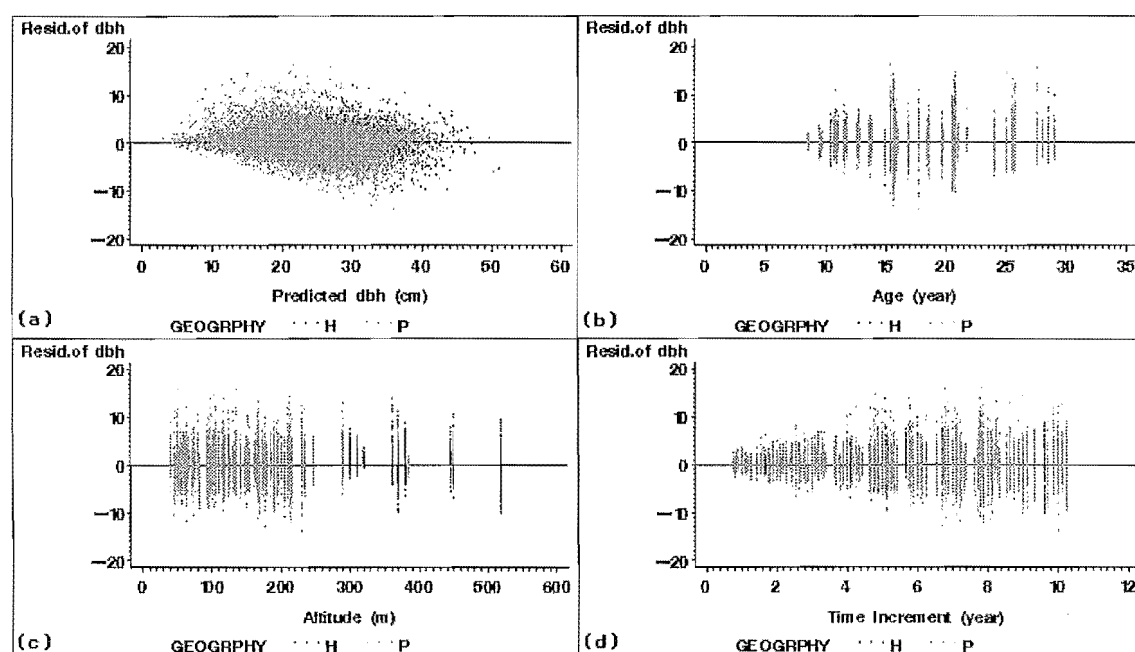 Resid.of dbh
20
10
0
—10
—20
0 10 20 30 40 50 60
Predicted dbh (cm)
(a)
GEOGRPHY H P
Resid.of dbh
20
10
0
—10
—20
0 5 10 15 20 25 30 35
Age (year)
(b)
GEOGRPHY H P
Resid.of dbh
20
10
0
—10
—20
0 100 200 300 400 500 600
Altitude (m)
(c)
GEOGRPHY H P
Resid.of dbh
20
10
0
—10
—20
0 2 4 6 8 10 12
Time Increment (year)
(d)
GEOGRPHY H P